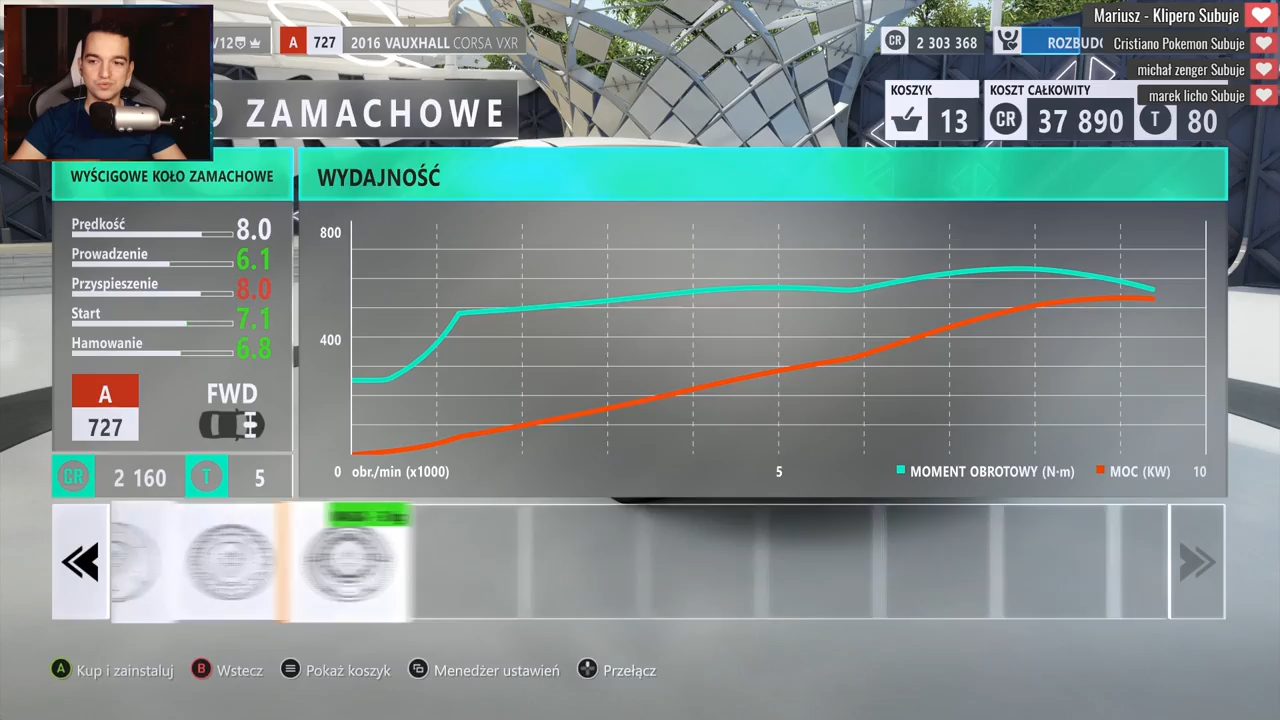 V12
A 727 2016 VAUXHALL CORSA VXR
CR 2 303 368
Mariusz - Klipero Subuje
Cristiano Pokemon Subuje
michał zenger Subuje
marek licho Subuje
KOSZYK
13
KOSZT CAŁKOWITY
CR 37 890 T 80
ZAMACHOWE
WYŚCIGOWE KOŁO ZAMACHOWE
WYDAJNOŚĆ
Prędkość 8.0
Prowadzenie 6.1
Przyspieszenie 8.0
Start 7.1
Hamowanie 6.8
A
727
FWD
CR 2 160 T 5
800
400
0 obr./min (x1000) 5 MOMENT OBROTOWY (N·m) MOC (KW) 10
A Kup i zainstaluj B Wstecz Pokaż koszyk Menedżer ustawień Przełącz